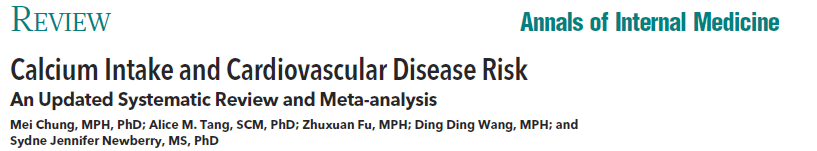 REVIEW
Annals of Internal Medicine
Calcium Intake and Cardiovascular Disease Risk
An Updated Systematic Review and Meta-analysis
Mei Chung, MPH, PhD; Alice M. Tang, SCM, PhD; Zhuxuan Fu, MPH; Ding Ding Wang, MPH; and
Sydne Jennifer Newberry, MS, PhD